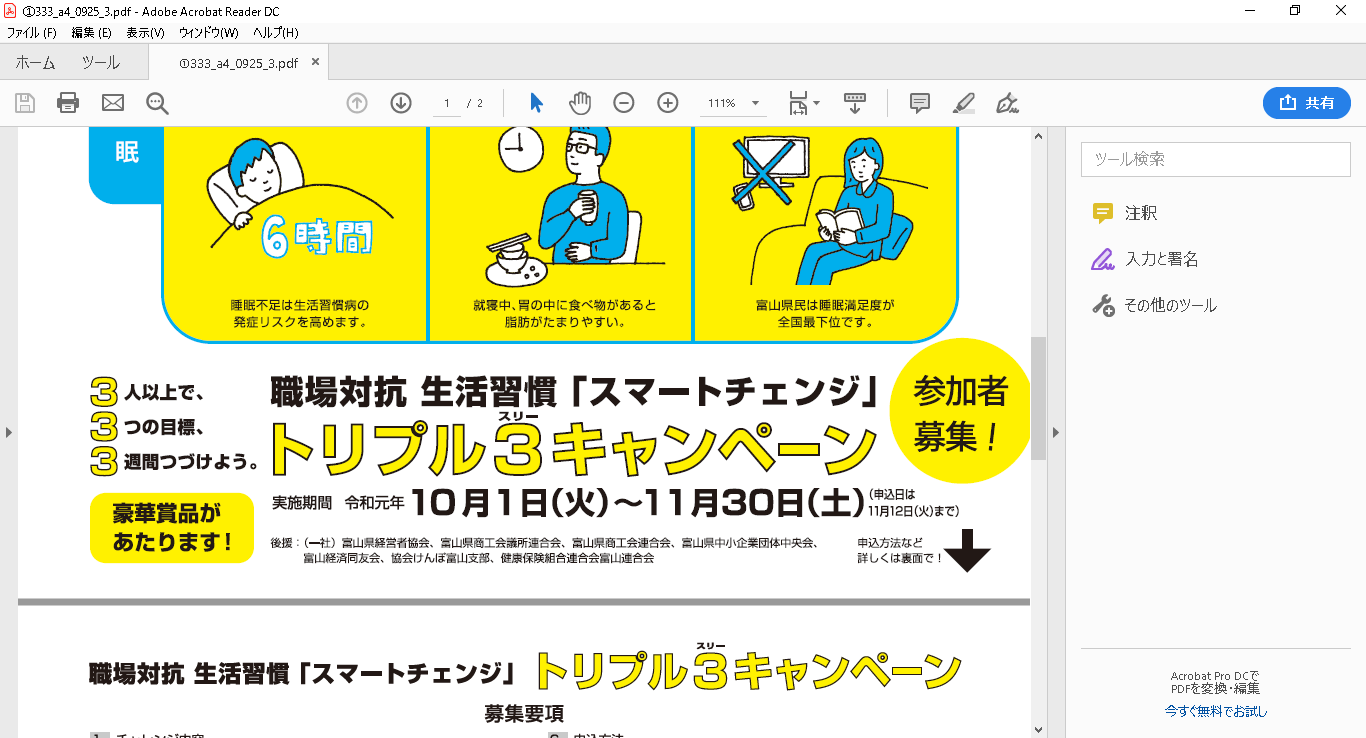 ①333_a4_0925_3.pdf - Adobe Acrobat Reader DC
ファイル(F) 編集(E) 表示(V) ウィンドウ(W) ヘルプ(H)
ホーム ツール ①333_a4_0925_3.pdf ×
1 / 2 111% 共有
眠
6時間
睡眠不足は生活習慣病の
発症リスクを高めます。
就寝中、胃の中に食べ物があると
脂肪がたまりやすい。
富山県民は睡眠満足度が
全国最下位です。
3人以上で、
3つの目標、
3週間つづけよう。
豪華賞品が
あたります!
職場対抗 生活習慣「スマートチェンジ」
スリー
トリプル3キャンペーン
参加者
募集!
実施期間 令和元年 10月1日(火)～11月30日(土)
(申込日は
11月12日(火)まで)
後援:(一社)富山県経営者協会、富山県商工会議所連合会、富山県商工会連合会、富山県中小企業団体中央会、
富山経済同友会、協会けんぽ富山支部、健康保険組合連合会富山連合会
申込方法など
詳しくは裏面で!
職場対抗 生活習慣「スマートチェンジ」
スリー
トリプル3キャンペーン
募集要項
ツール検索
注釈
入力と署名
その他のツール
Acrobat Pro DCで
PDFを変換・編集
今すぐ無料でお試し